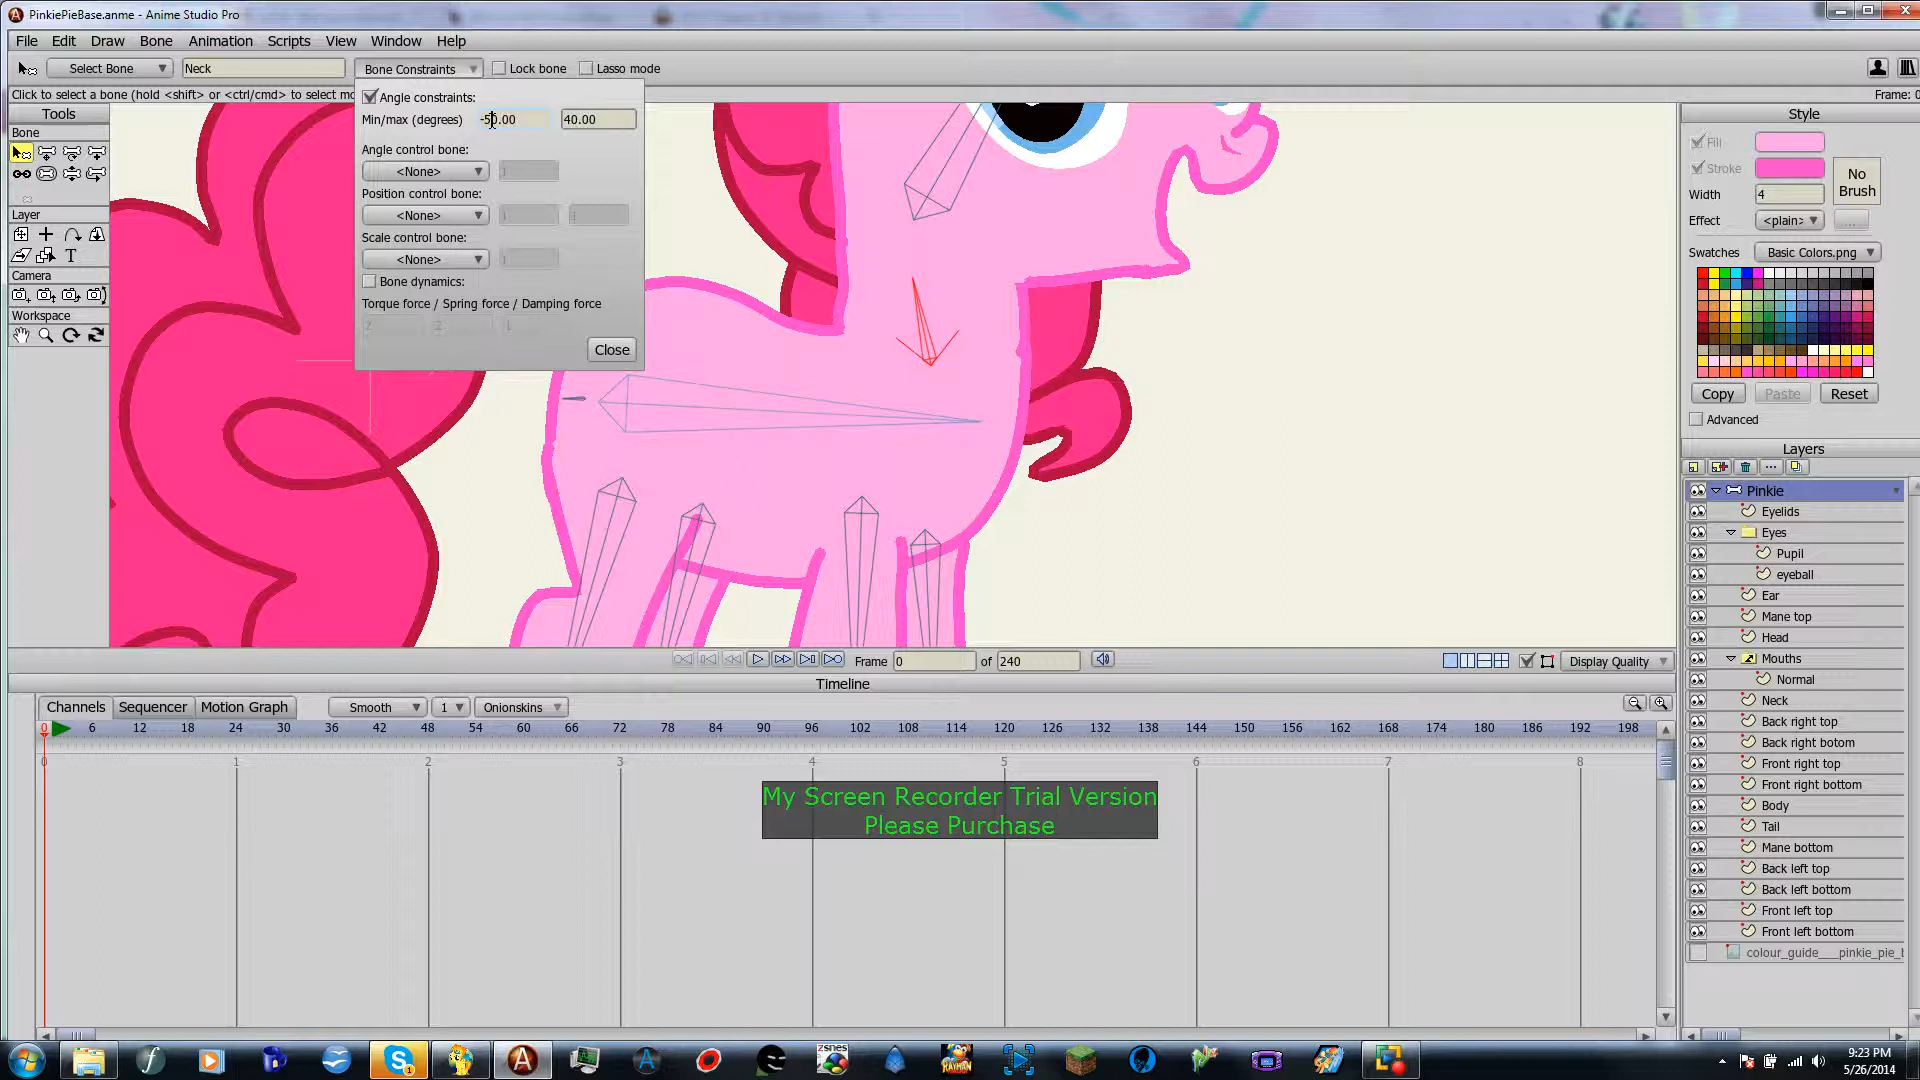 PinkiePieBase.anme - Anime Studio Pro
File Edit Draw Bone Animation Scripts View Window Help
Select Bone Neck Bone Constraints Lock bone Lasso mode
Click to select a bone (hold <shift> or <ctrl/cmd> to select mo
Frame: 0
Tools
Bone
Layer
Camera
Workspace
Angle constraints:
Min/max (degrees) -50.00 40.00
Angle control bone:
<None>
Position control bone:
<None>
Scale control bone:
<None>
Bone dynamics:
Torque force / Spring force / Damping force
2 2 1
Close
Style
Fill
Stroke
No Brush
Width 4
Effect <plain>
Swatches Basic Colors.png
Copy Paste Reset
Advanced
Layers
Pinkie
Eyelids
Eyes
Pupil
eyeball
Ear
Mane top
Head
Mouths
Normal
Neck
Back right top
Back right botom
Front right top
Front right bottom
Body
Tail
Mane bottom
Back left top
Back left bottom
Front left top
Front left bottom
colour_guide___pinkie_pie_b
Frame 0 of 240
Display Quality
Timeline
Channels Sequencer Motion Graph Smooth 1 Onionskins
0 6 12 18 24 30 36 42 48 54 60 66 72 78 84 90 96 102 108 114 120 126 132 138 144 150 156 162 168 174 180 186 192 198
0 1 2 3 4 5 6 7 8
My Screen Recorder Trial Version
Please Purchase
zsnes
RAYMAN
9:23 PM
5/26/2014